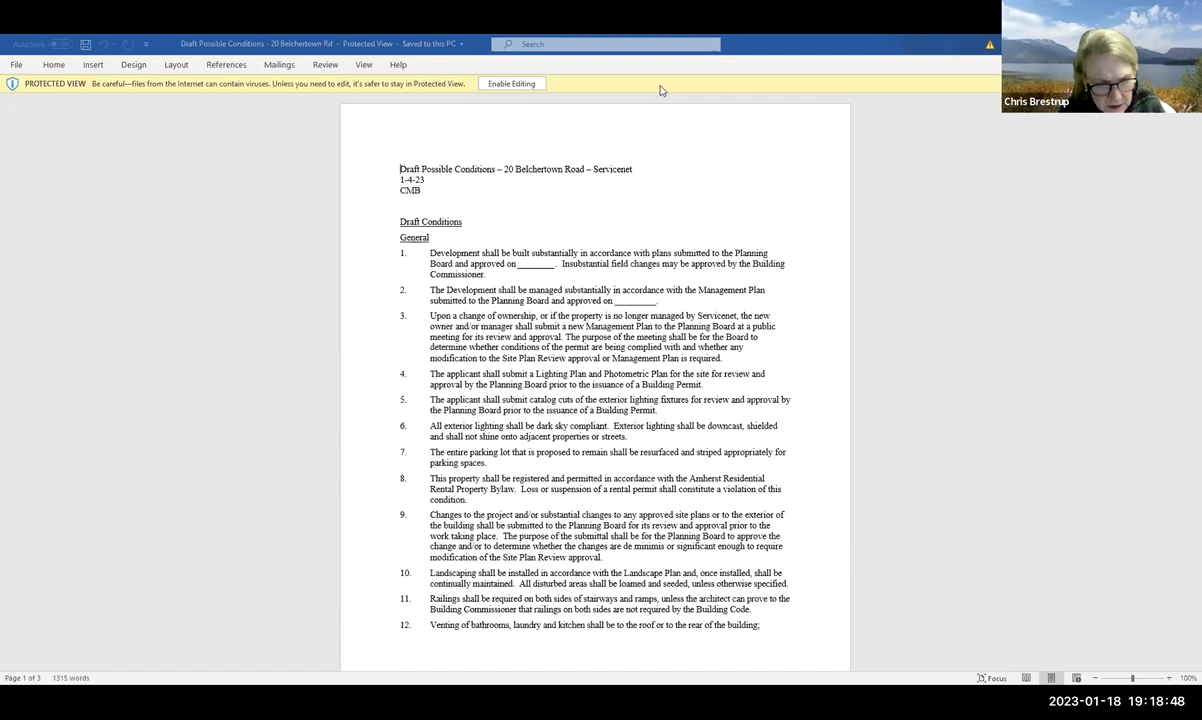 AutoSave Off Draft Possible Conditions - 20 Belchertown Rd - Protected View - Saved to this PC Search
File Home Insert Design Layout References Mailings Review View Help
PROTECTED VIEW Be careful—files from the Internet can contain viruses. Unless you need to edit, it's safer to stay in Protected View. Enable Editing
Chris Brestrup
Draft Possible Conditions – 20 Belchertown Road – Servicenet
1-4-23
CMB
Draft Conditions
General
1. Development shall be built substantially in accordance with plans submitted to the Planning
Board and approved on ________. Insubstantial field changes may be approved by the Building
Commissioner.
2. The Development shall be managed substantially in accordance with the Management Plan
submitted to the Planning Board and approved on _________.
3. Upon a change of ownership, or if the property is no longer managed by Servicenet, the new
owner and/or manager shall submit a new Management Plan to the Planning Board at a public
meeting for its review and approval. The purpose of the meeting shall be for the Board to
determine whether conditions of the permit are being complied with and whether any
modification to the Site Plan Review approval or Management Plan is required.
4. The applicant shall submit a Lighting Plan and Photometric Plan for the site for review and
approval by the Planning Board prior to the issuance of a Building Permit.
5. The applicant shall submit catalog cuts of the exterior lighting fixtures for review and approval by
the Planning Board prior to the issuance of a Building Permit.
6. All exterior lighting shall be dark sky compliant. Exterior lighting shall be downcast, shielded
and shall not shine onto adjacent properties or streets.
7. The entire parking lot that is proposed to remain shall be resurfaced and striped appropriately for
parking spaces.
8. This property shall be registered and permitted in accordance with the Amherst Residential
Rental Property Bylaw. Loss or suspension of a rental permit shall constitute a violation of this
condition.
9. Changes to the project and/or substantial changes to any approved site plans or to the exterior of
the building shall be submitted to the Planning Board for its review and approval prior to the
work taking place. The purpose of the submittal shall be for the Planning Board to approve the
change and/or to determine whether the changes are de minimis or significant enough to require
modification of the Site Plan Review approval.
10. Landscaping shall be installed in accordance with the Landscape Plan and, once installed, shall be
continually maintained. All disturbed areas shall be loamed and seeded, unless otherwise specified.
11. Railings shall be required on both sides of stairways and ramps, unless the architect can prove to the
Building Commissioner that railings on both sides are not required by the Building Code.
12. Venting of bathrooms, laundry and kitchen shall be to the roof or to the rear of the building;
Page 1 of 3 1315 words Focus 100%
2023-01-18 19:18:48